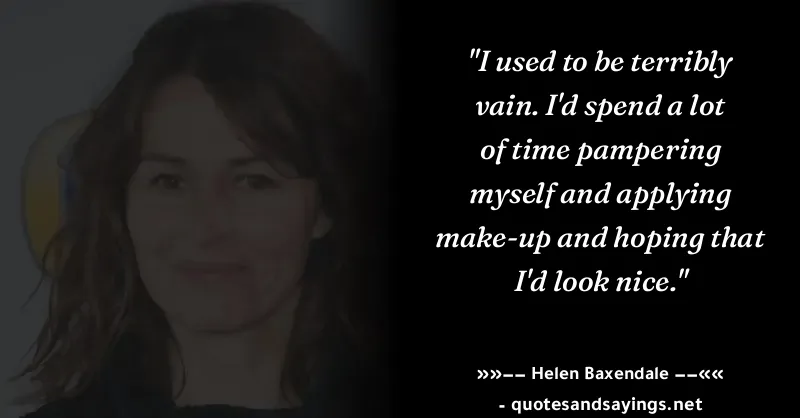 "I used to be terribly
vain. I'd spend a lot
of time pampering
myself and applying
make-up and hoping that
I'd look nice."
»»–– Helen Baxendale ––««
- quotesandsayings.net